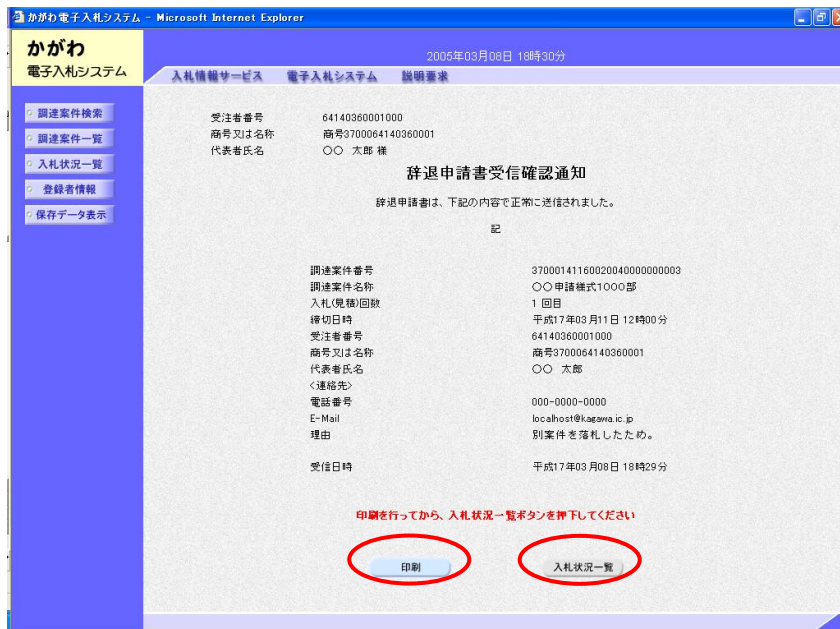 かがわ電子入札システム - Microsoft Internet Explorer
かがわ
電子入札システム
2005年03月08日 18時30分
入札情報サービス 電子入札システム 説明要求
調達案件検索
調達案件一覧
入札状況一覧
登録者情報
保存データ表示
受注者番号 64140360001000
商号又は名称 商号3700064140360001
代表者氏名 〇〇 太郎 様
辞退申請書受信確認通知
辞退申請書は、下記の内容で正常に送信されました。
記
調達案件番号 37000141160020040000000003
調達案件名称 〇〇申請様式1000部
入札(見積)回数 1 回目
締切日時 平成17年03月11日 12時00分
受注者番号 64140360001000
商号又は名称 商号3700064140360001
代表者氏名 〇〇 太郎
<連絡先>
電話番号 000-0000-0000
E-Mail localhost@kagawa.ic.jp
理由 別案件を落札したため。
受信日時 平成17年03月08日 18時29分
印刷を行ってから、入札状況一覧ボタンを押下してください
印刷 入札状況一覧